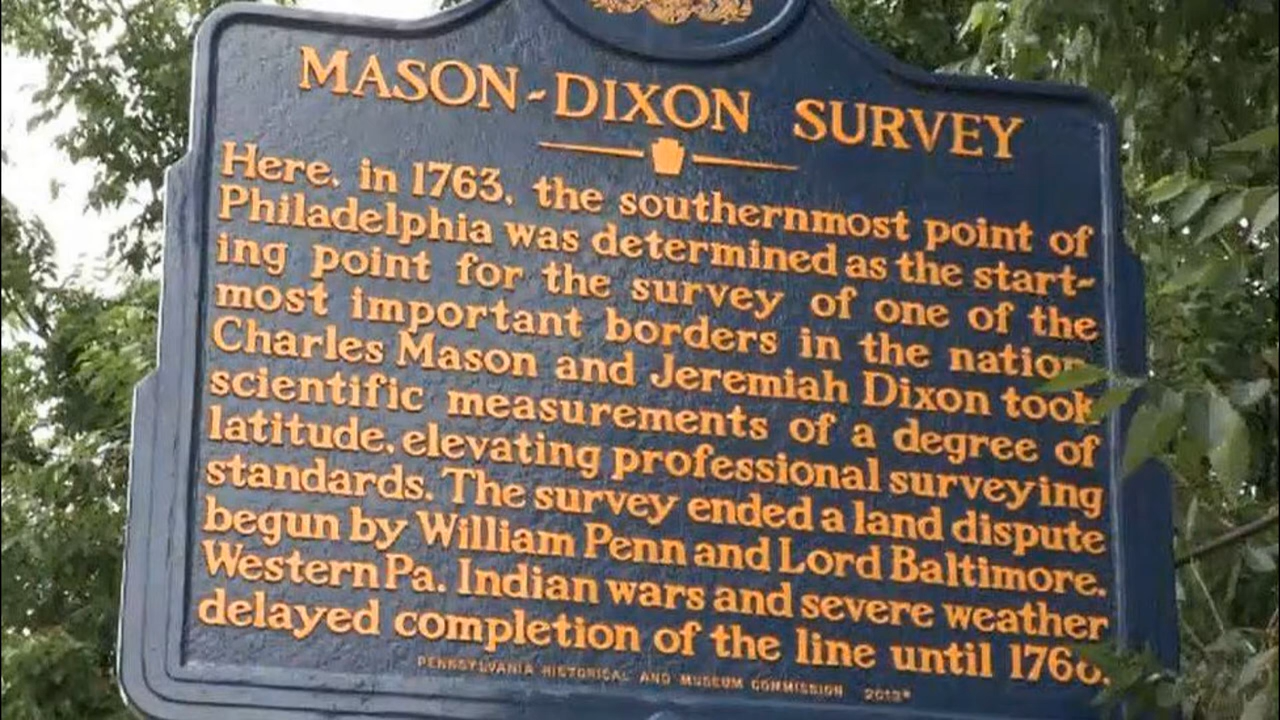 MASON-DIXON SURVEY
Here, in 1763, the southernmost point of
Philadelphia was determined as the start-
ing point for the survey of one of the
most important borders in the nation.
Charles Mason and Jeremiah Dixon took
scientific measurements of a degree of
latitude, elevating professional surveying
standards. The survey ended a land dispute
begun by William Penn and Lord Baltimore.
Western Pa. Indian wars and severe weather
delayed completion of the line until
PENNSYLVANIA HISTORICAL AND MUSEUM COMMISSION 2013